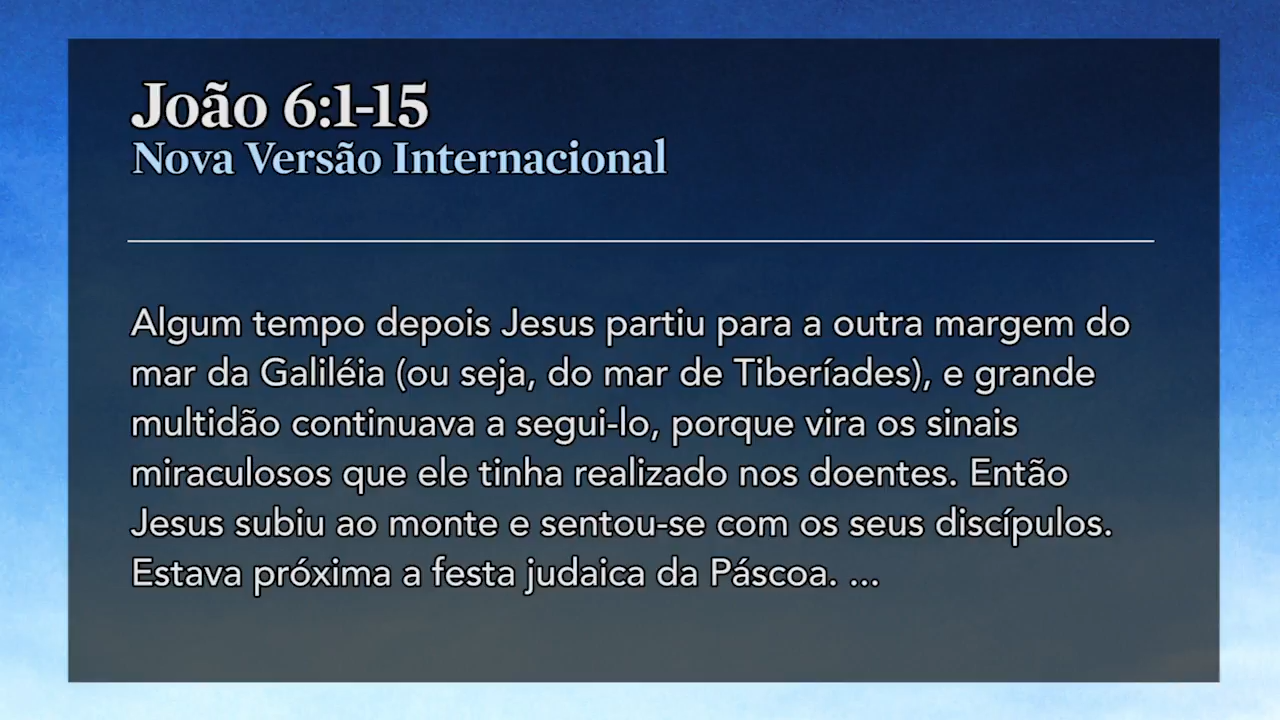 João 6:1-15
Nova Versão Internacional
Algum tempo depois Jesus partiu para a outra margem do
mar da Galiléia (ou seja, do mar de Tiberíades), e grande
multidão continuava a segui-lo, porque vira os sinais
miraculosos que ele tinha realizado nos doentes. Então
Jesus subiu ao monte e sentou-se com os seus discípulos.
Estava próxima a festa judaica da Páscoa. ...